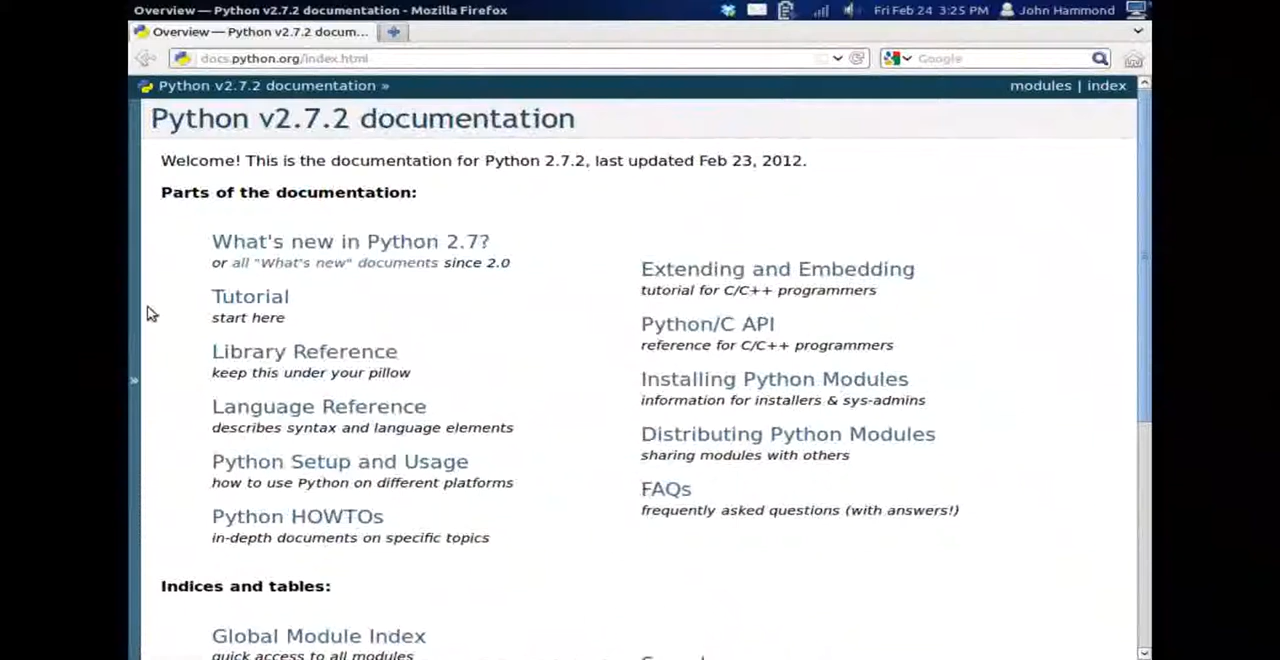 Overview — Python v2.7.2 documentation - Mozilla Firefox
Fri Feb 24 3:25 PM
John Hammond
Overview — Python v2.7.2 docum...
docs.python.org/index.html
Google
Python v2.7.2 documentation »
modules | index
Python v2.7.2 documentation
Welcome! This is the documentation for Python 2.7.2, last updated Feb 23, 2012.
Parts of the documentation:
What's new in Python 2.7?
or all "What's new" documents since 2.0
Tutorial
start here
Library Reference
keep this under your pillow
Language Reference
describes syntax and language elements
Python Setup and Usage
how to use Python on different platforms
Python HOWTOs
in-depth documents on specific topics
Extending and Embedding
tutorial for C/C++ programmers
Python/C API
reference for C/C++ programmers
Installing Python Modules
information for installers & sys-admins
Distributing Python Modules
sharing modules with others
FAQs
frequently asked questions (with answers!)
Indices and tables:
Global Module Index
quick access to all modules